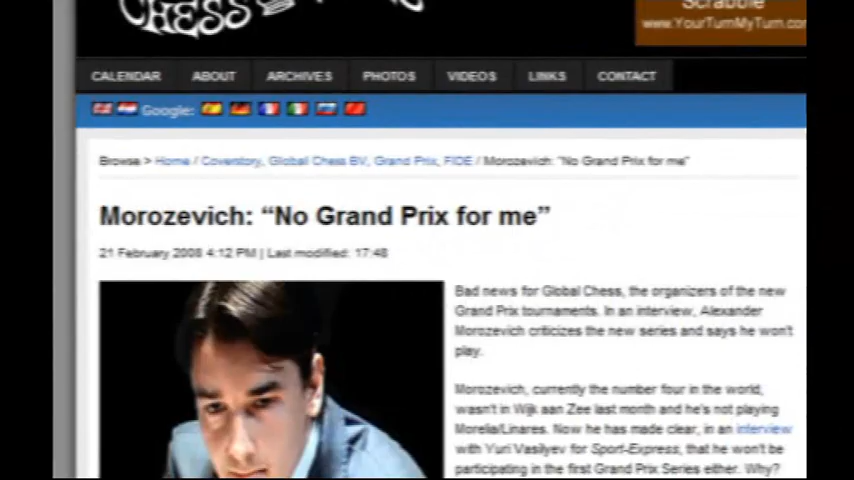 CHESS
Scrabble
www.YourTurnMyTurn.com
CALENDAR ABOUT ARCHIVES PHOTOS VIDEOS LINKS CONTACT
Google:
Browse > Home / Coverstory, Global Chess BV, Grand Prix, FIDE / Morozevich: "No Grand Prix for me"
Morozevich: “No Grand Prix for me”
21 February 2008 4:12 PM | Last modified: 17:48
Bad news for Global Chess, the organizers of the new
Grand Prix tournaments. In an interview, Alexander
Morozevich criticizes the new series and says he won't
play.
Morozevich, currently the number four in the world,
wasn't in Wijk aan Zee last month and he's not playing
Morelia/Linares. Now he has made clear, in an interview
with Yuri Vasilyev for Sport-Express, that he won't be
participating in the first Grand Prix Series either. Why?